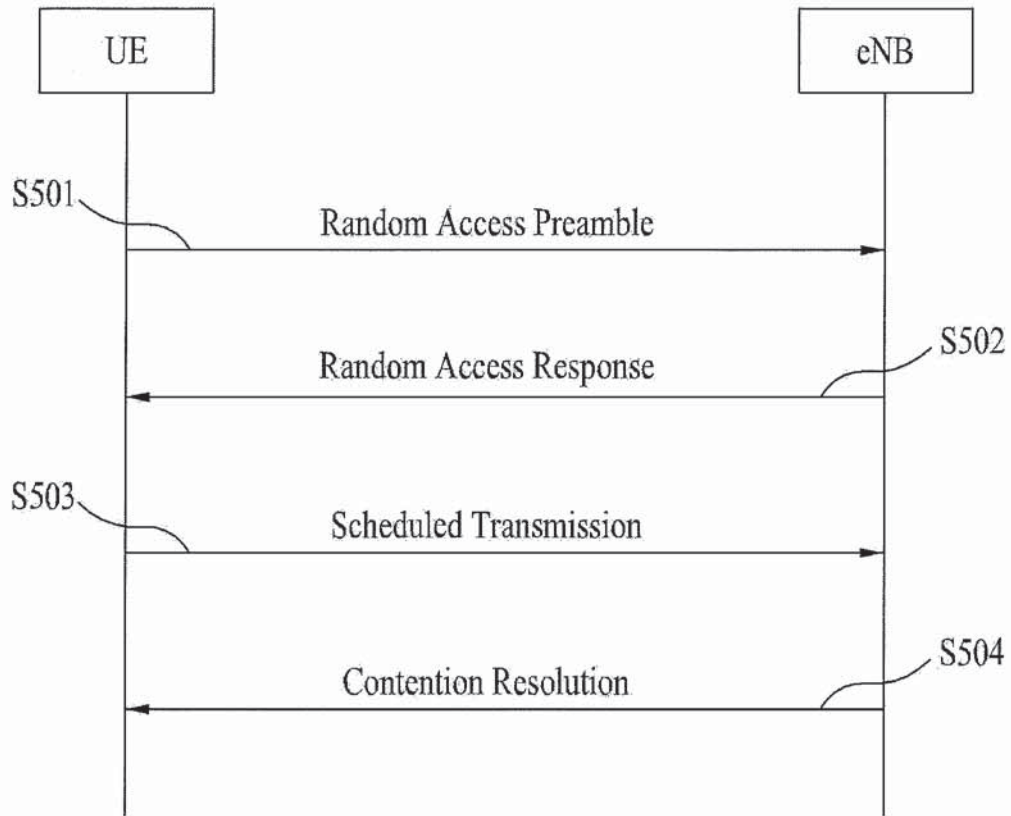 UE
eNB
S501
Random Access Preamble
S502
Random Access Response
S503
Scheduled Transmission
S504
Contention Resolution